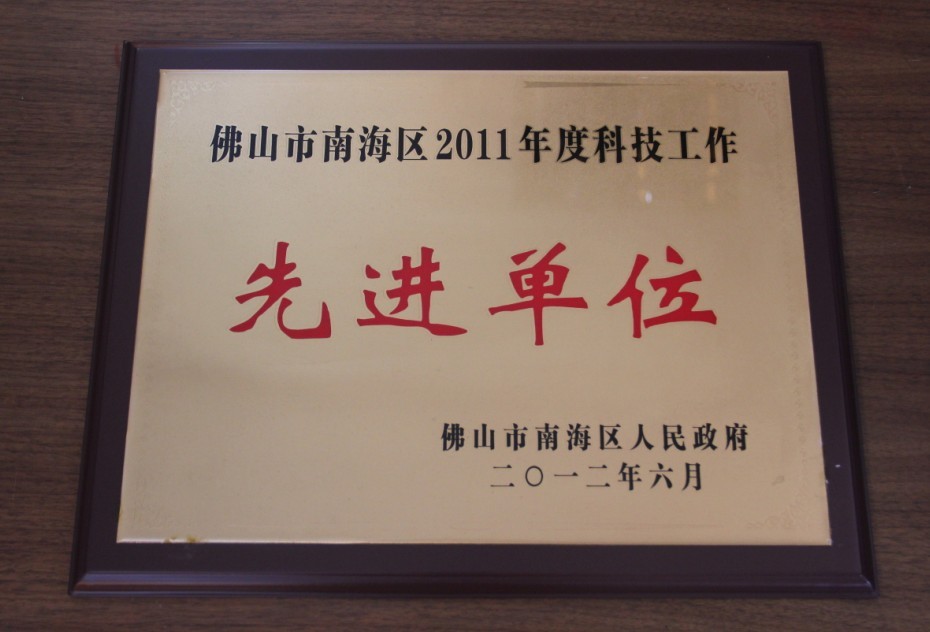 佛山市南海区2011年度科技工作
先进单位
佛山市南海区人民政府
二〇一二年六月